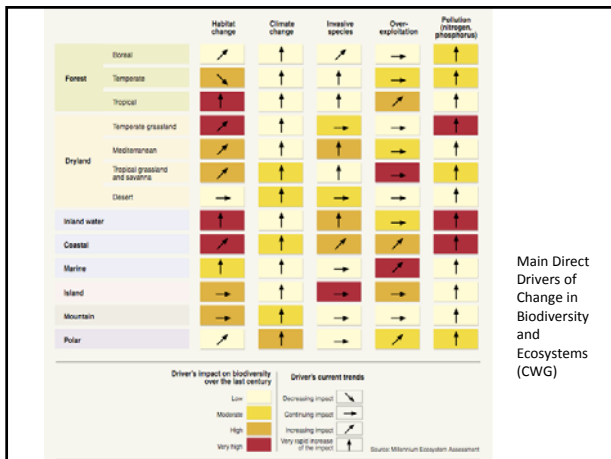 Habitat change
Climate change
Invasive species
Over-exploitation
Pollution (nitrogen, phosphorus)
Forest
Boreal
Temperate
Tropical
Dryland
Temperate grassland
Mediterranean
Tropical grassland
and savanna
Desert
Inland water
Coastal
Marine
Island
Mountain
Polar
Main Direct
Drivers of
Change in
Biodiversity
and
Ecosystems
(CWG)
Driver's impact on biodiversity
over the last century
Low
Moderate
High
Very high
Driver's current trends
Decreasing impact
Continuing impact
Increasing impact
Very rapid increase
of the impact
Source: Millennium Ecosystem Assessment